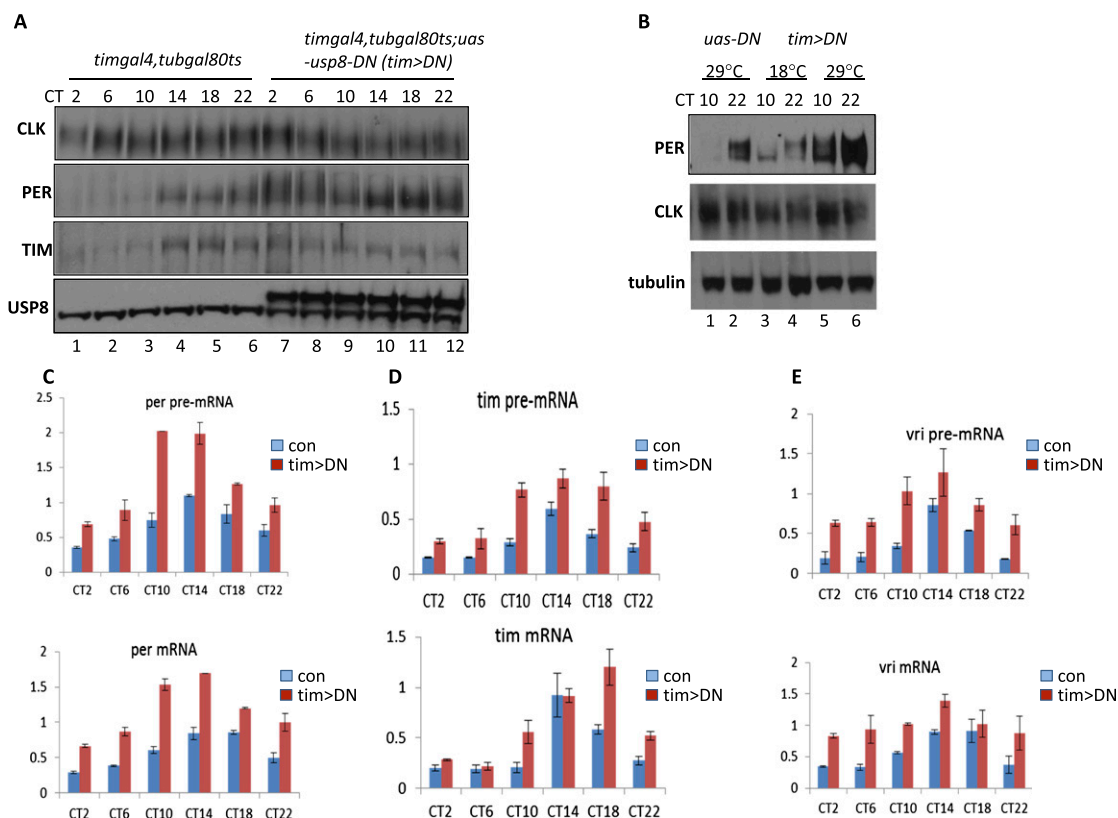 A
timgal4,tubgal80ts
timgal4,tubgal80ts;uas
-usp8-DN (tim>DN)
CT 2 6 10 14 18 22 2 6 10 14 18 22
CLK
PER
TIM
USP8
1 2 3 4 5 6 7 8 9 10 11 12
B
uas-DN tim>DN
29°C 18°C 29°C
CT 10 22 10 22 10 22
PER
CLK
tubulin
1 2 3 4 5 6
C
per pre-mRNA
2.5
2
1.5
1
0.5
0
CT2 CT6 CT10 CT14 CT18 CT22
con
tim>DN
per mRNA
2
1.5
1
0.5
0
CT2 CT6 CT10 CT14 CT18 CT22
con
tim>DN
D
tim pre-mRNA
1.5
1
0.5
0
CT2 CT6 CT10 CT14 CT18 CT22
con
tim>DN
tim mRNA
1.5
1
0.5
0
CT2 CT6 CT10 CT14 CT18 CT22
con
tim>DN
E
vri pre-mRNA
2
1.5
1
0.5
0
CT2 CT6 CT10 CT14 CT18 CT22
con
tim>DN
vri mRNA
2
1.5
1
0.5
0
CT2 CT6 CT10 CT14 CT18 CT22
con
tim>DN